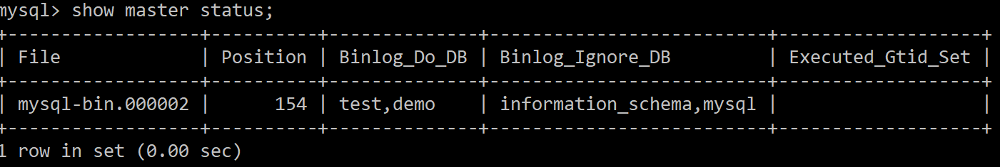 mysql> show master status;
+------------------+----------+--------------+--------------------------+-------------------+
| File             | Position | Binlog_Do_DB | Binlog_Ignore_DB         | Executed_Gtid_Set |
+------------------+----------+--------------+--------------------------+-------------------+
| mysql-bin.000002 |      154 | test,demo    | information_schema,mysql |                   |
+------------------+----------+--------------+--------------------------+-------------------+
1 row in set (0.00 sec)